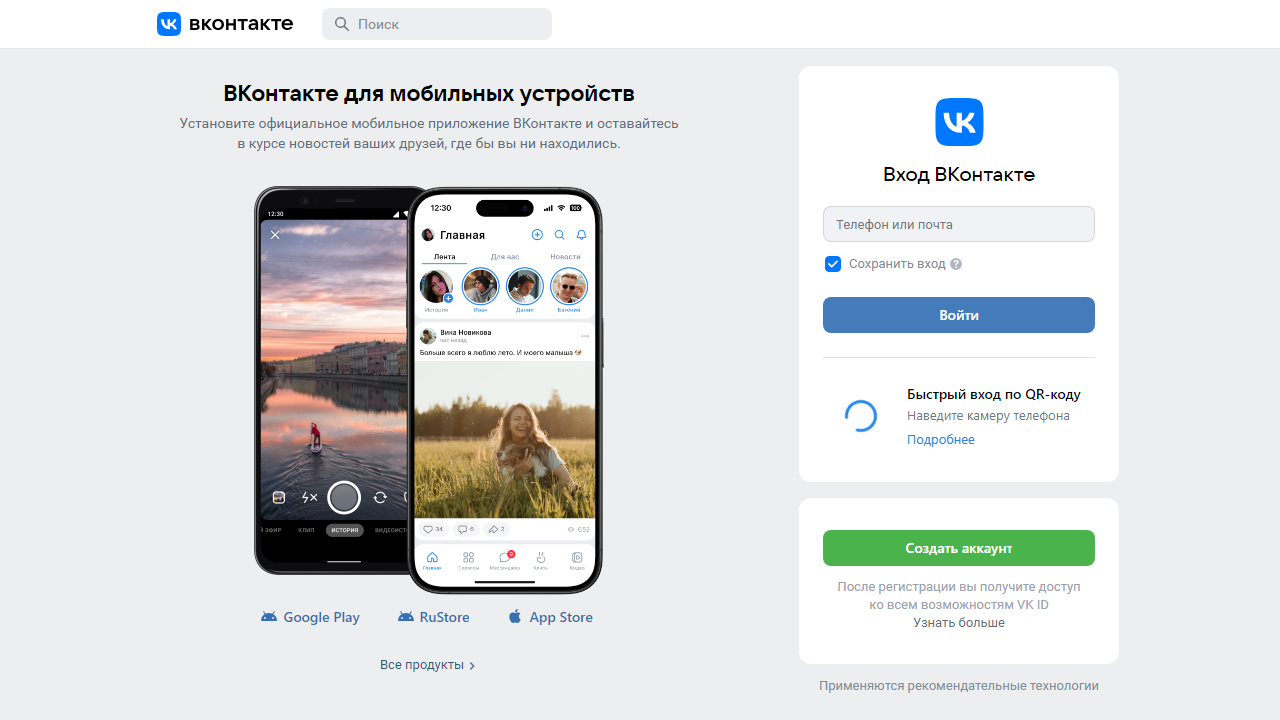 вконтакте
Поиск
ВКонтакте для мобильных устройств
Установите официальное мобильное приложение ВКонтакте и оставайтесь
в курсе новостей ваших друзей, где бы вы ни находились.
12:30
КЛИП
ИСТОРИЯ
12:30
100
Главная
Лента
Для вас
Новости
История
Иван
Данил
Евгений
Вика Новикова
час назад
Больше всего я люблю лето. И моего малыша
34
6
2
Главная
Сервисы
Мессенджер
Клипы
Видео
Google Play
RuStore
App Store
Все продукты
Вход ВКонтакте
Телефон или почта
Сохранить вход ?
Войти
Быстрый вход по QR-коду
Наведите камеру телефона
Подробнее
Создать аккаунт
После регистрации вы получите доступ
ко всем возможностям VK ID
Узнать больше
Применяются рекомендательные технологии